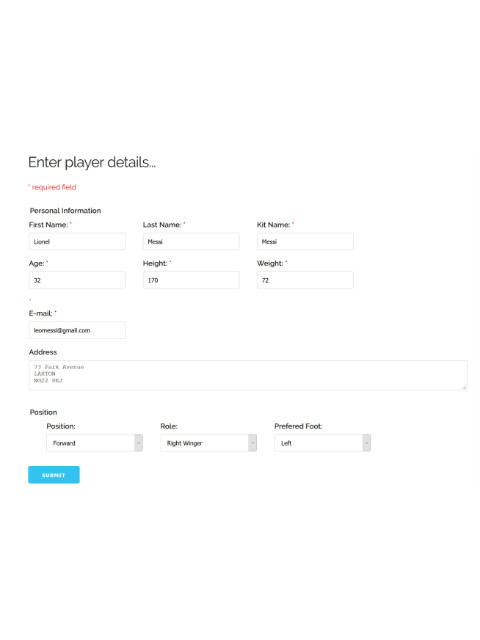 Enter player details...
* required field
Personal Information
First Name: * Last Name: * Kit Name: *
Lionel Messi Messi
Age: * Height: * Weight: *
32 170 72
*
E-mail: *
leomessi@gmail.com
Address
73 Park Avenue
LAXTON
Position
Position: Role: Prefered Foot:
Forward Right Winger Left
SUBMIT